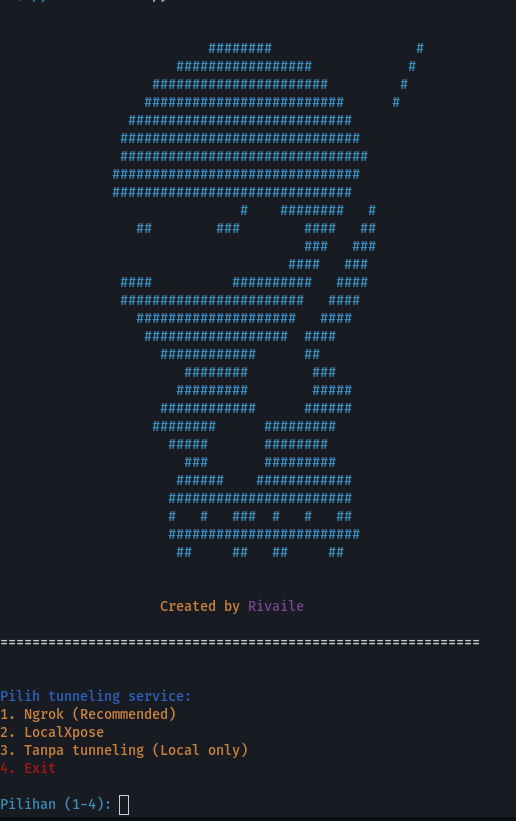 Created by Rivaile
============================================================
Pilih tunneling service:
1. Ngrok (Recommended)
2. LocalXpose
3. Tanpa tunneling (Local only)
4. Exit
Pilihan (1-4):